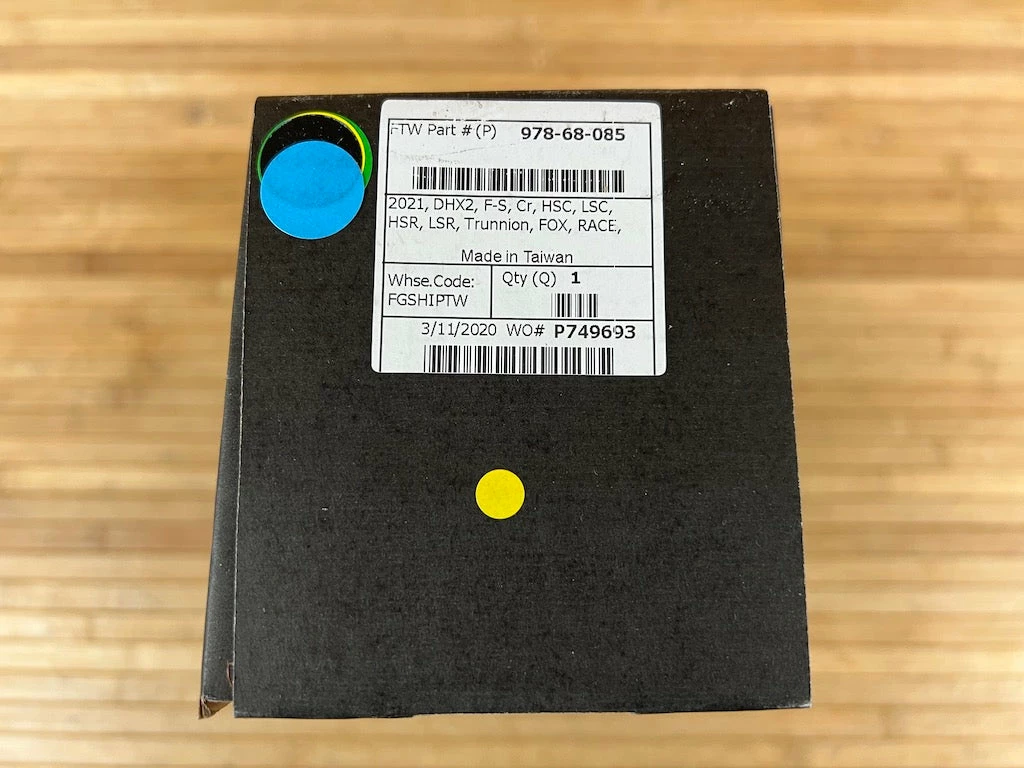 FTW Part # (P) 978-68-085
2021, DHX2, F-S, Cr, HSC, LSC,
HSR, LSR, Trunnion, FOX, RACE,
Made in Taiwan
Whse.Code: Qty (Q) 1
FGSHIPTW
3/11/2020 WO# P749693